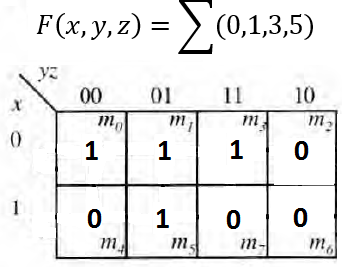 F(x, y, z) = ∑(0,1,3,5)
yz
x 00 01 11 10
m₀ m₁ m₃ m₂
0 1 1 1 0
1 0 1 0 0
m₄ m₅ m₇ m₆